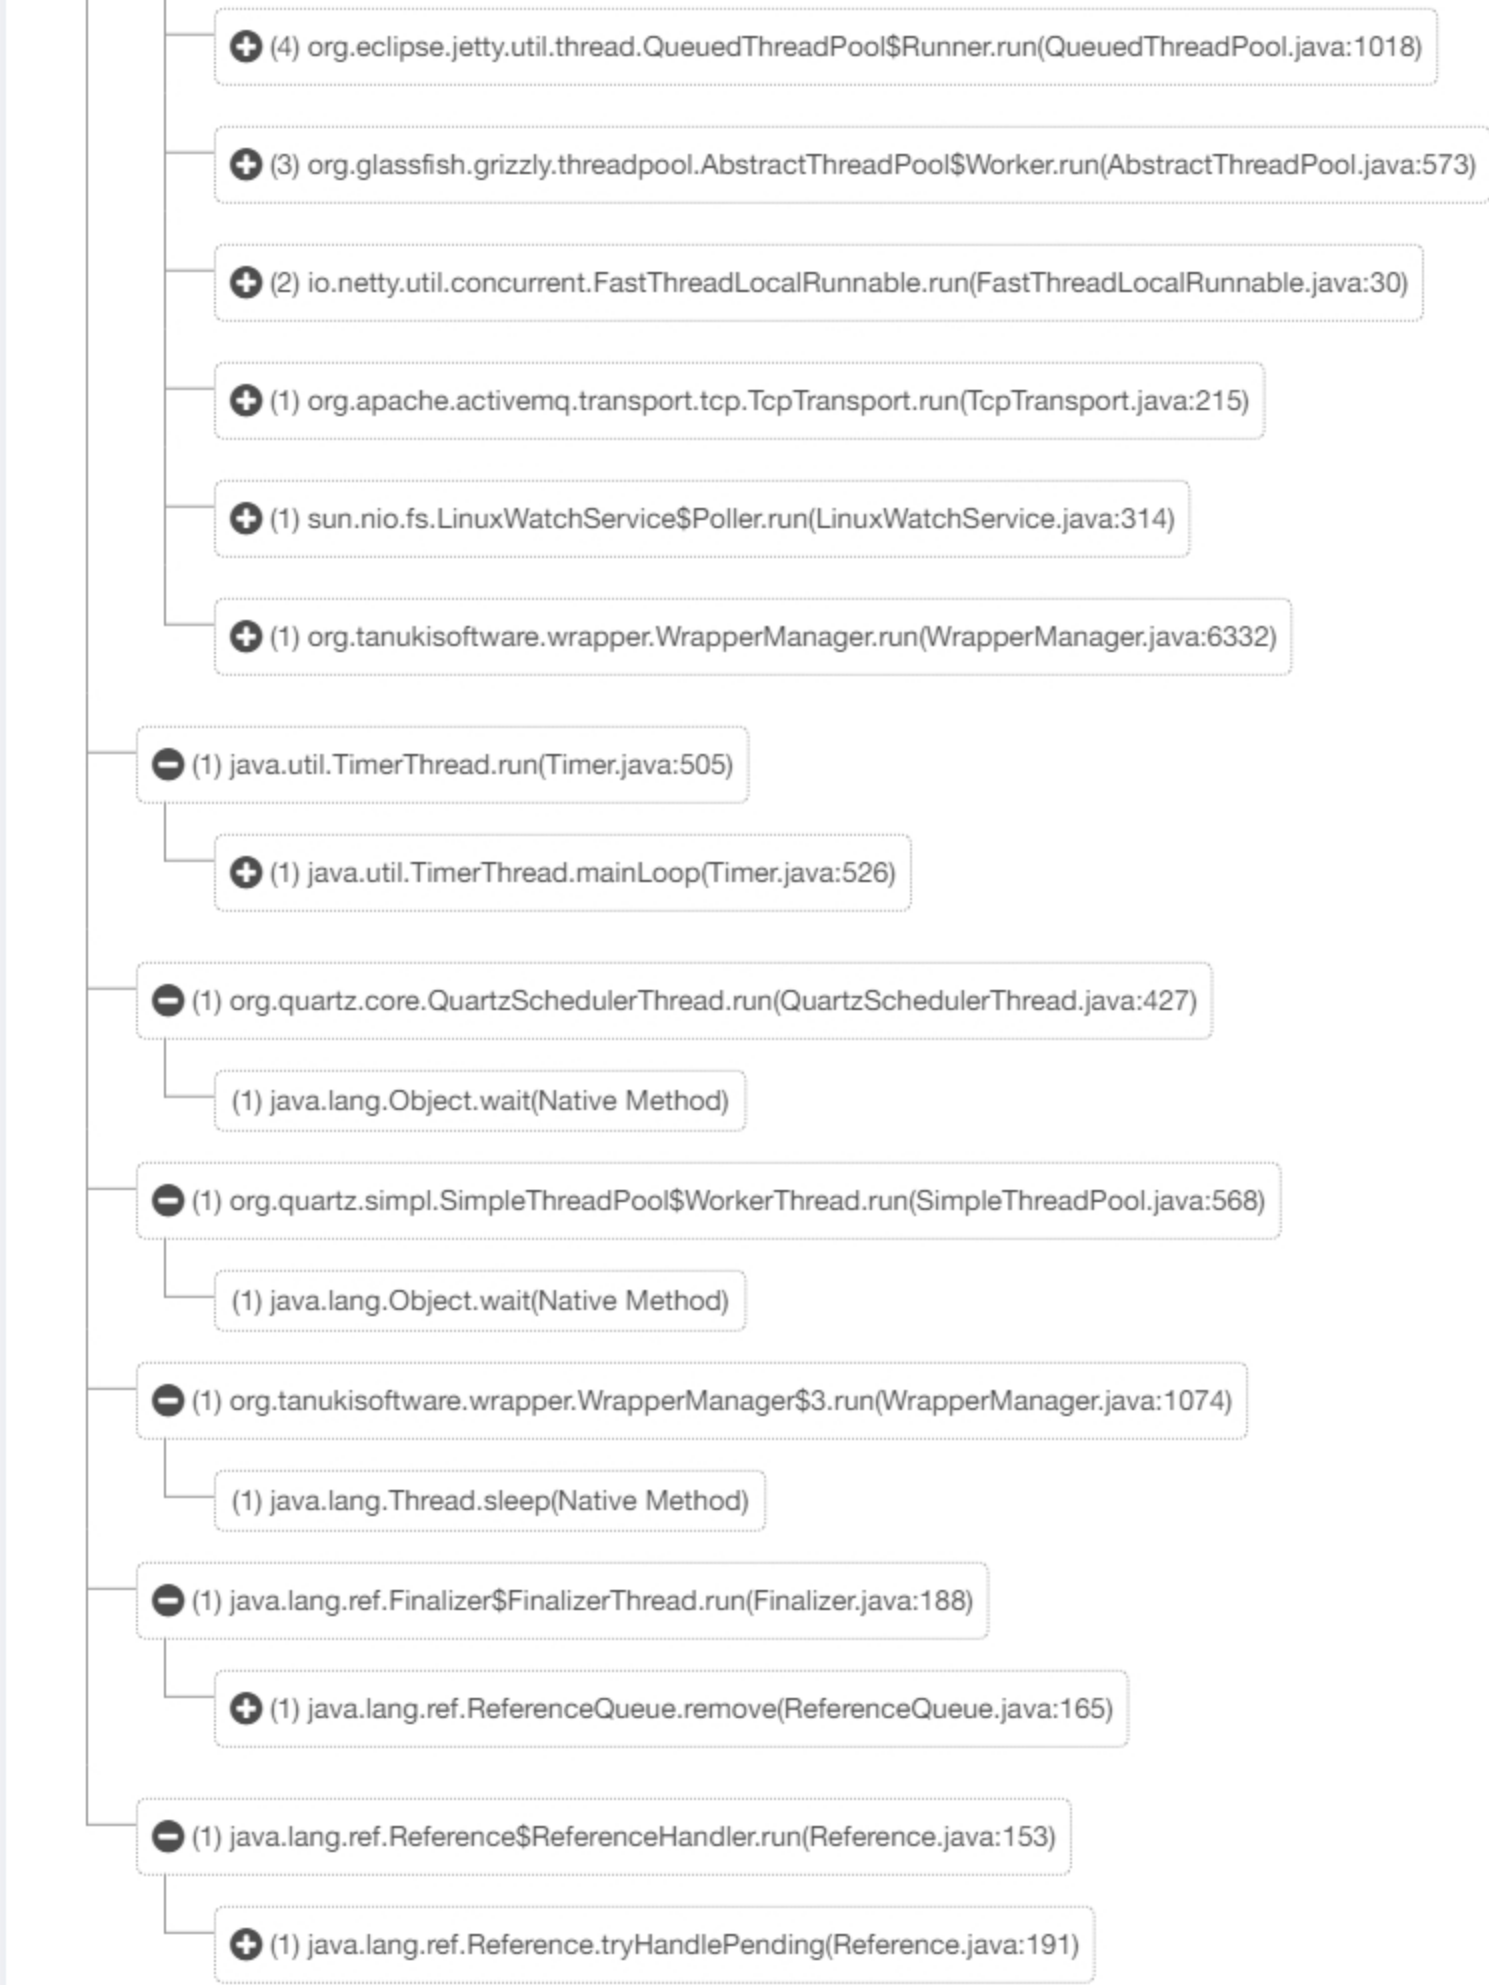 (4) org.eclipse.jetty.util.thread.QueuedThreadPool$Runner.run(QueuedThreadPool.java:1018)
(3) org.glassfish.grizzly.threadpool.AbstractThreadPool$Worker.run(AbstractThreadPool.java:573)
(2) io.netty.util.concurrent.FastThreadLocalRunnable.run(FastThreadLocalRunnable.java:30)
(1) org.apache.activemq.transport.tcp.TcpTransport.run(TcpTransport.java:215)
(1) sun.nio.fs.LinuxWatchService$Poller.run(LinuxWatchService.java:314)
(1) org.tanukisoftware.wrapper.WrapperManager.run(WrapperManager.java:6332)
(1) java.util.TimerThread.run(Timer.java:505)
(1) java.util.TimerThread.mainLoop(Timer.java:526)
(1) org.quartz.core.QuartzSchedulerThread.run(QuartzSchedulerThread.java:427)
(1) java.lang.Object.wait(Native Method)
(1) org.quartz.simpl.SimpleThreadPool$WorkerThread.run(SimpleThreadPool.java:568)
(1) java.lang.Object.wait(Native Method)
(1) org.tanukisoftware.wrapper.WrapperManager$3.run(WrapperManager.java:1074)
(1) java.lang.Thread.sleep(Native Method)
(1) java.lang.ref.Finalizer$FinalizerThread.run(Finalizer.java:188)
(1) java.lang.ref.ReferenceQueue.remove(ReferenceQueue.java:165)
(1) java.lang.ref.Reference$ReferenceHandler.run(Reference.java:153)
(1) java.lang.ref.Reference.tryHandlePending(Reference.java:191)